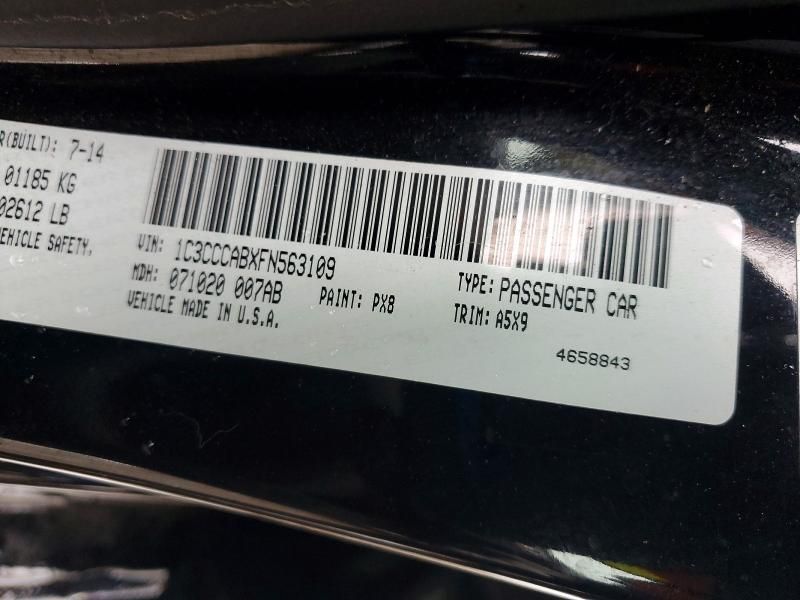 R(BUILT): 7-14
01185 KG
02612 LB
EHICLE SAFETY,
VIN: 1C3CCCABXFN563109
MDH: 071020 007AB
PAINT: PX8
VEHICLE MADE IN U.S.A.
TYPE: PASSENGER CAR
TRIM: A5X9
4658843